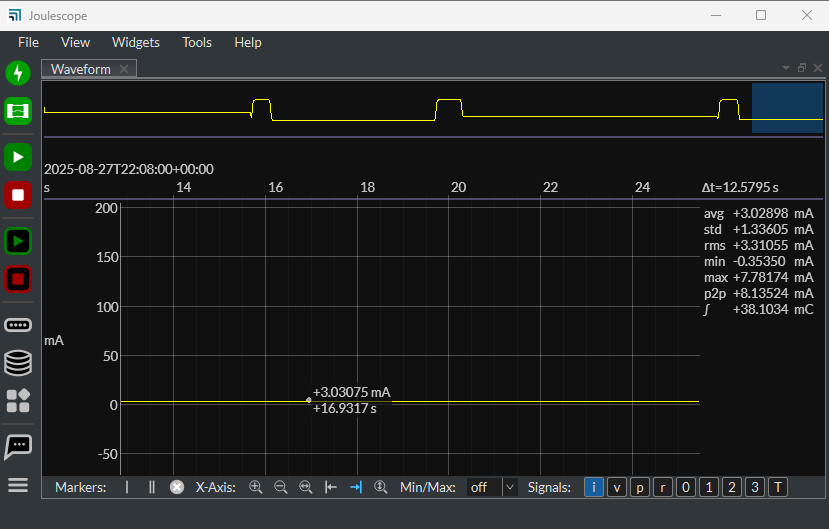 Joulescope
File View Widgets Tools Help
Waveform
2025-08-27T22:08:00+00:00
s 14 16 18 20 22 24 Δt=12.5795 s
200
150
100
50
0
-50
mA
+3.03075 mA
+16.9317 s
avg +3.02898 mA
std +1.33605 mA
rms +3.31055 mA
min -0.35350 mA
max +7.78174 mA
p2p +8.13524 mA
∫ +38.1034 mC
Markers: X-Axis: Min/Max: off Signals: i v p r 0 1 2 3 T